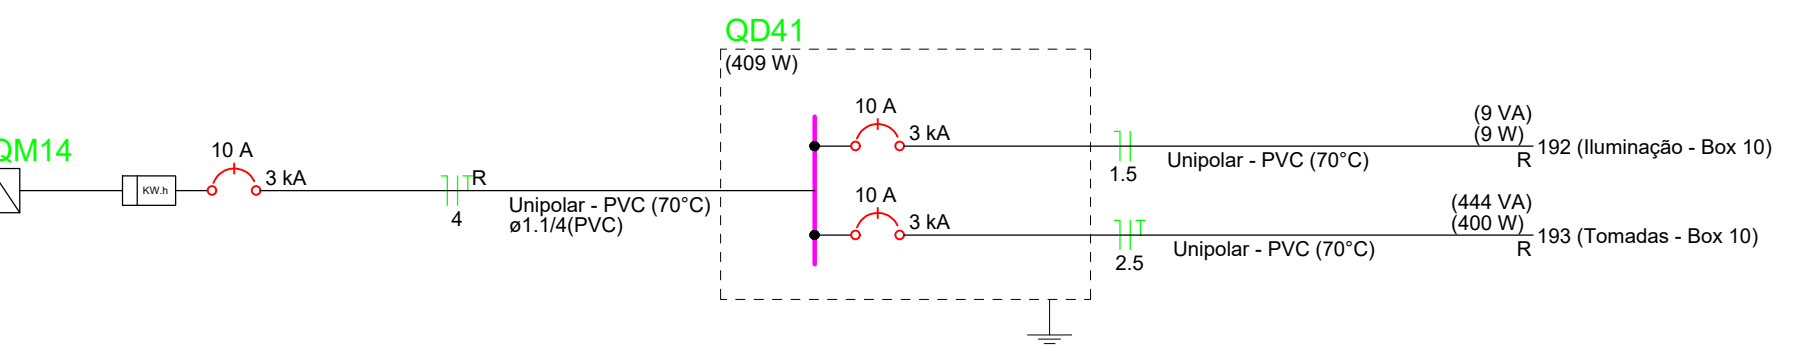 QD41
(409 W)
QM14
KW.h
10 A
3 kA
R
4
Unipolar - PVC (70°C)
ø1.1/4(PVC)
10 A
3 kA
1.5
Unipolar - PVC (70°C)
(9 VA)
(9 W)
R
192 (Iluminação - Box 10)
10 A
3 kA
2.5
Unipolar - PVC (70°C)
(444 VA)
(400 W)
R
193 (Tomadas - Box 10)